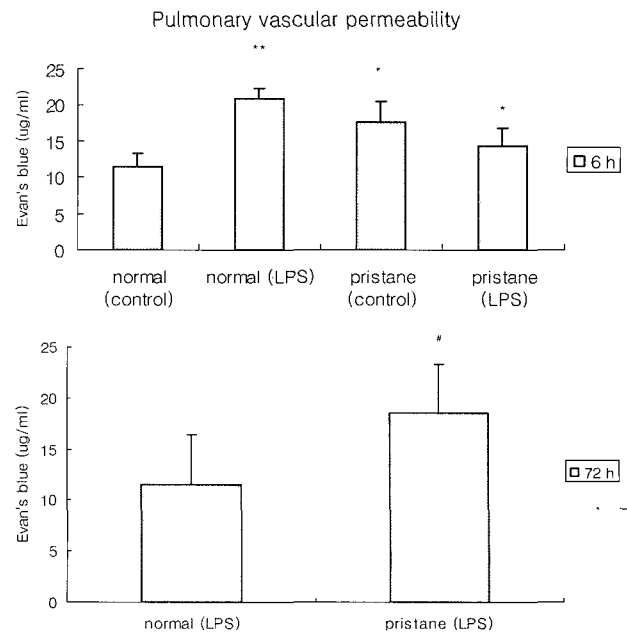 Pulmonary vascular permeability
**
*
*
25
20
15
10
5
0
Evan's blue (ug/ml)
6 h
normal (control)
normal (LPS)
pristane (control)
pristane (LPS)
#
25
20
15
10
5
0
Evan's blue (ug/ml)
72 h
normal (LPS)
pristane (LPS)